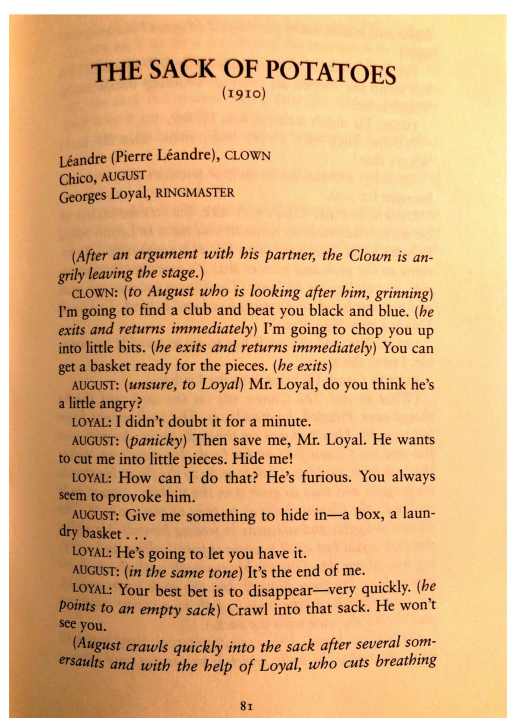 THE SACK OF POTATOES
(1910)
Léandre (Pierre Léandre), CLOWN
Chico, AUGUST
Georges Loyal, RINGMASTER
(After an argument with his partner, the Clown is an-
grily leaving the stage.)
CLOWN: (to August who is looking after him, grinning)
I'm going to find a club and beat you black and blue. (he
exits and returns immediately) I'm going to chop you up
into little bits. (he exits and returns immediately) You can
get a basket ready for the pieces. (he exits)
AUGUST: (unsure, to Loyal) Mr. Loyal, do you think he's
a little angry?
LOYAL: I didn't doubt it for a minute.
AUGUST: (panicky) Then save me, Mr. Loyal. He wants
to cut me into little pieces. Hide me!
LOYAL: How can I do that? He's furious. You always
seem to provoke him.
AUGUST: Give me something to hide in—a box, a laun-
dry basket . . .
LOYAL: He's going to let you have it.
AUGUST: (in the same tone) It's the end of me.
LOYAL: Your best bet is to disappear—very quickly. (he
points to an empty sack) Crawl into that sack. He won't
see you.
(August crawls quickly into the sack after several som-
ersaults and with the help of Loyal, who cuts breathing
81